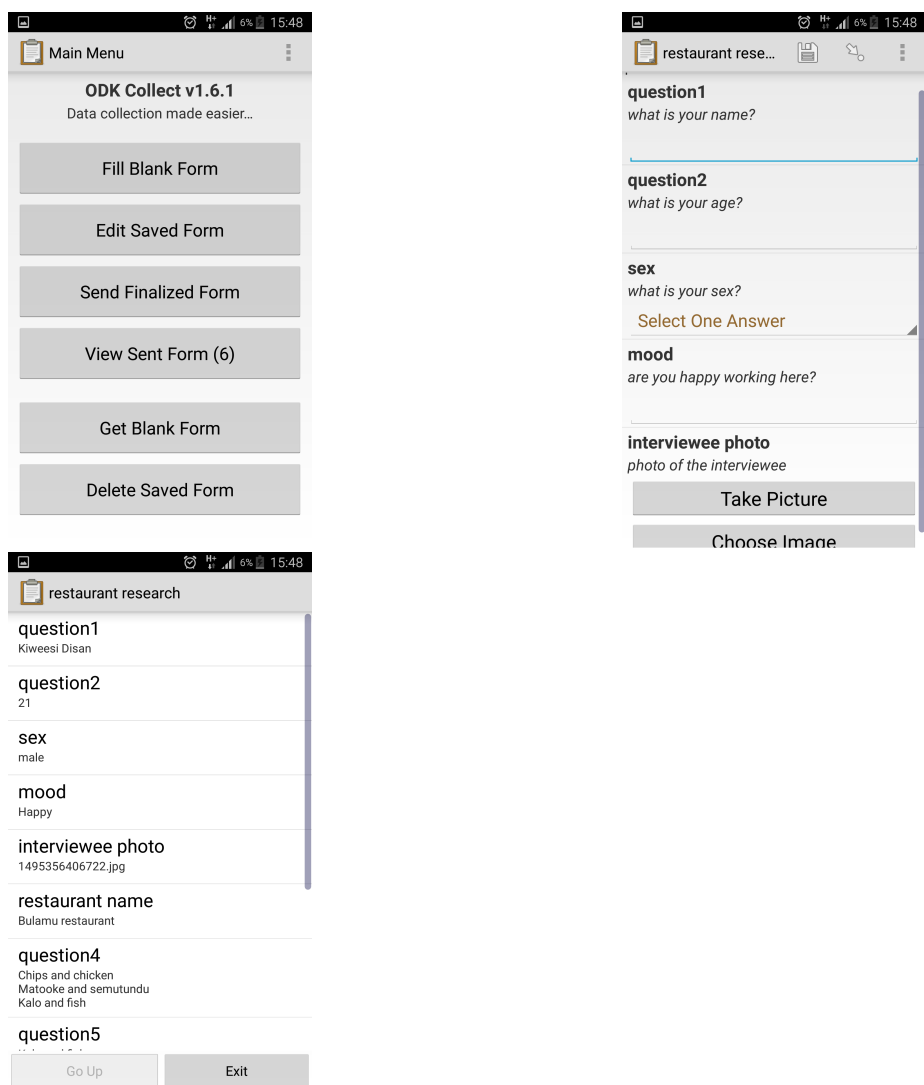 6% 15:48
Main Menu
ODK Collect v1.6.1
Data collection made easier...
Fill Blank Form
Edit Saved Form
Send Finalized Form
View Sent Form (6)
Get Blank Form
Delete Saved Form
H+ 6% 15:48
restaurant rese...
question1
what is your name?
question2
what is your age?
sex
what is your sex?
Select One Answer
mood
are you happy working here?
interviewee photo
photo of the interviewee
Take Picture
Choose Image
H+ 6% 15:48
restaurant research
question1
Kiweesi Disan
question2
21
sex
male
mood
Happy
interviewee photo
1495356406722.jpg
restaurant name
Bulamu restaurant
question4
Chips and chicken
Matooke and semutundu
Kalo and fish
question5
Go Up
Exit